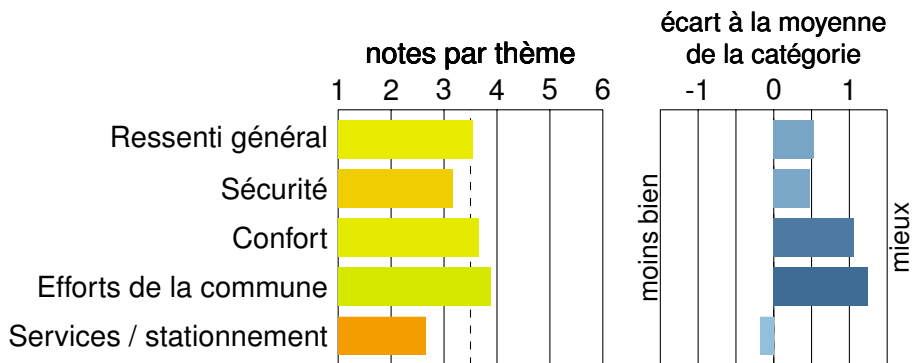 écart à la moyenne
notes par thème
de la catégorie
1 2 3 4 5 6
-1 0 1
Ressenti général
Sécurité
Confort
Efforts de la commune
Services / stationnement
moins bien
mieux